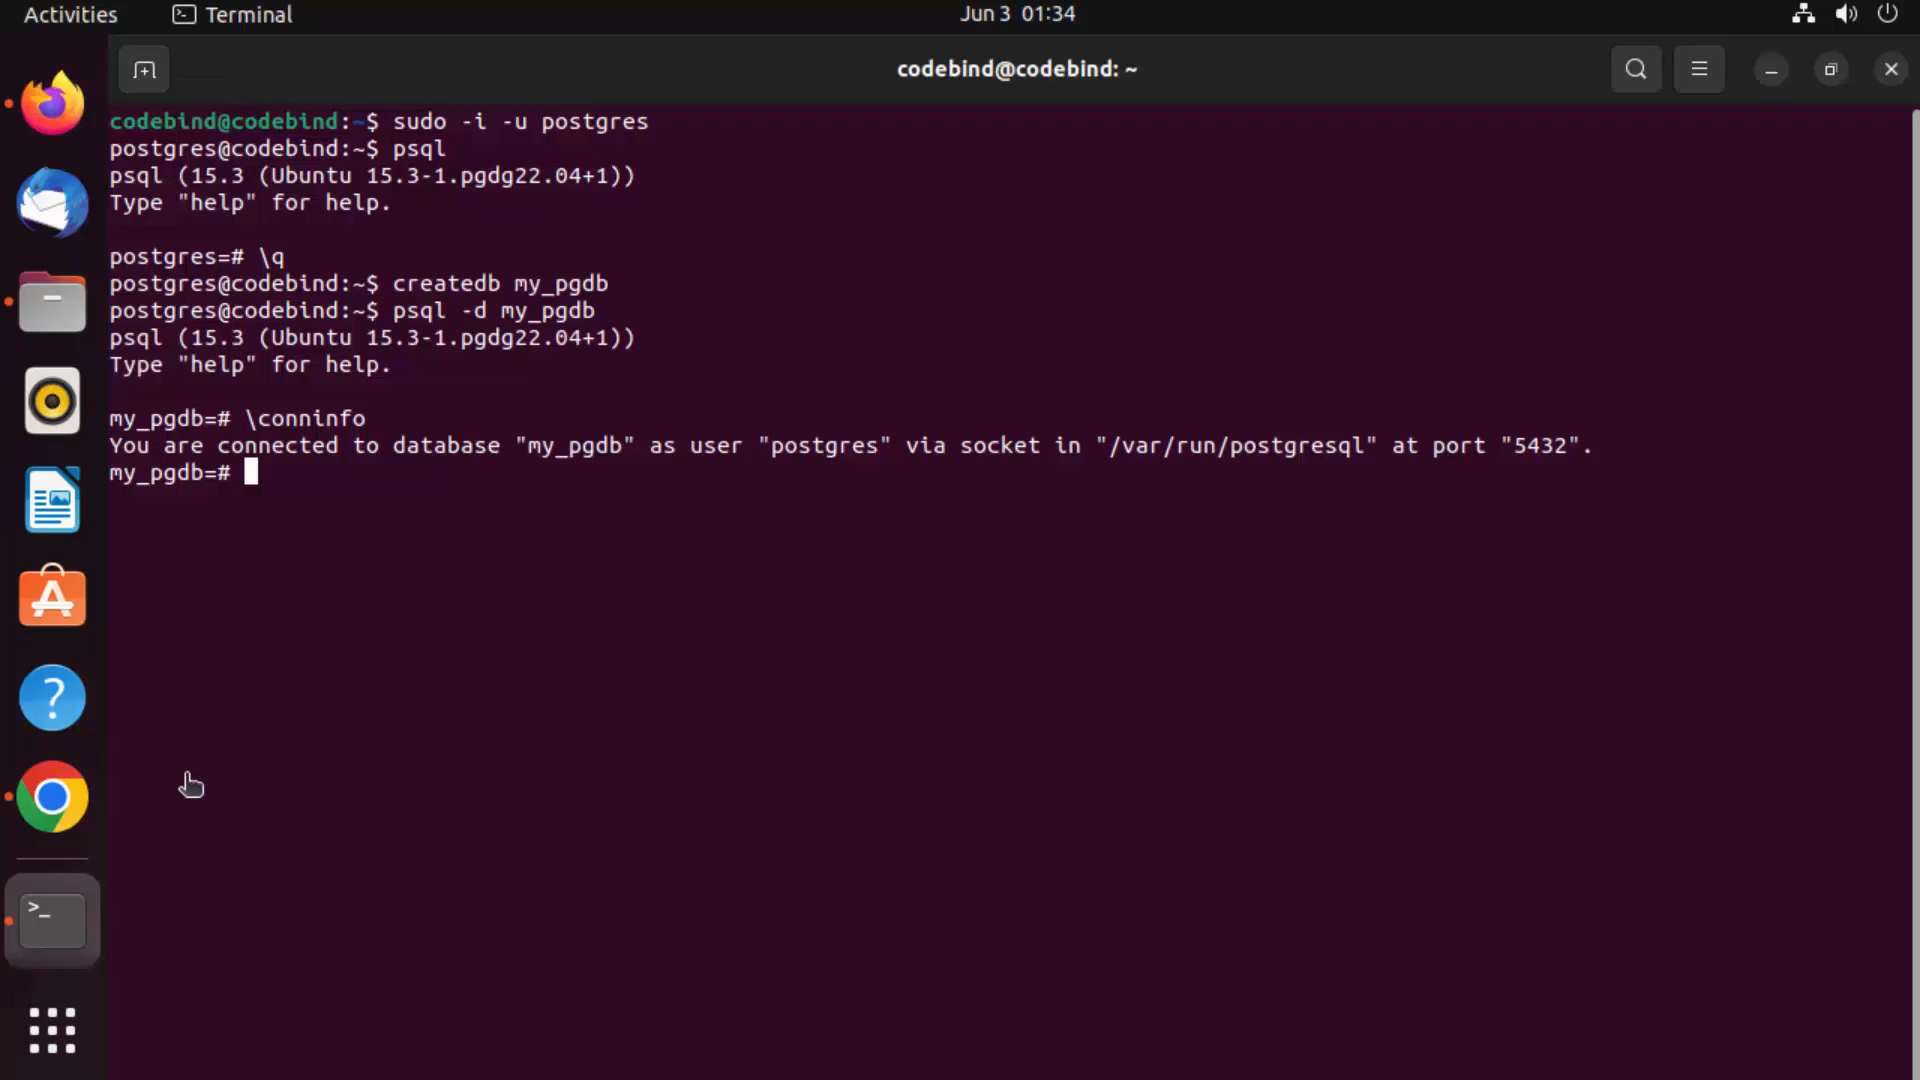 Activities Terminal Jun 3 01:34
codebind@codebind: ~
codebind@codebind:~$ sudo -i -u postgres
postgres@codebind:~$ psql
psql (15.3 (Ubuntu 15.3-1.pgdg22.04+1))
Type "help" for help.
postgres=# \q
postgres@codebind:~$ createdb my_pgdb
postgres@codebind:~$ psql -d my_pgdb
psql (15.3 (Ubuntu 15.3-1.pgdg22.04+1))
Type "help" for help.
my_pgdb=# \conninfo
You are connected to database "my_pgdb" as user "postgres" via socket in "/var/run/postgresql" at port "5432".
my_pgdb=#